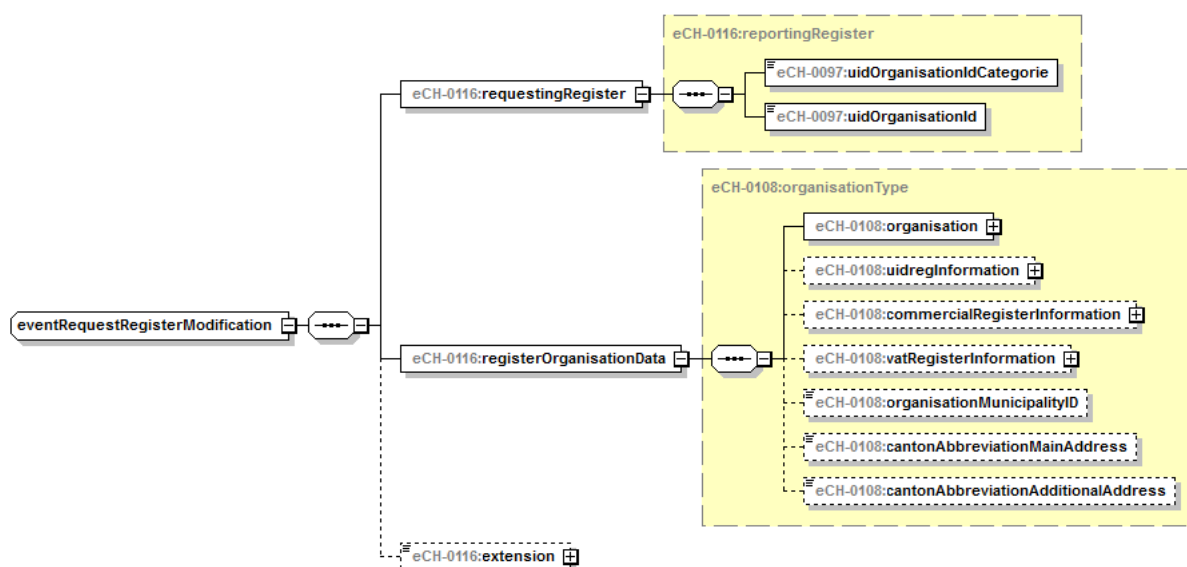 eCH-0116:reportingRegister
eCH-0097:uidOrganisationIdCategorie
eCH-0116:requestingRegister
eCH-0097:uidOrganisationId
eCH-0108:organisationType
eCH-0108:organisation
eCH-0108:uidregInformation
eCH-0108:commercialRegisterInformation
eventRequestRegisterModification
eCH-0116:registerOrganisationData
eCH-0108:vatRegisterInformation
eCH-0108:organisationMunicipalityID
eCH-0108:cantonAbbreviationMainAddress
eCH-0108:cantonAbbreviationAdditionalAddress
eCH-0116:extension